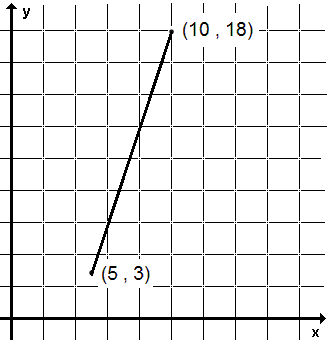 y
(10 , 18)
(5 , 3)
x